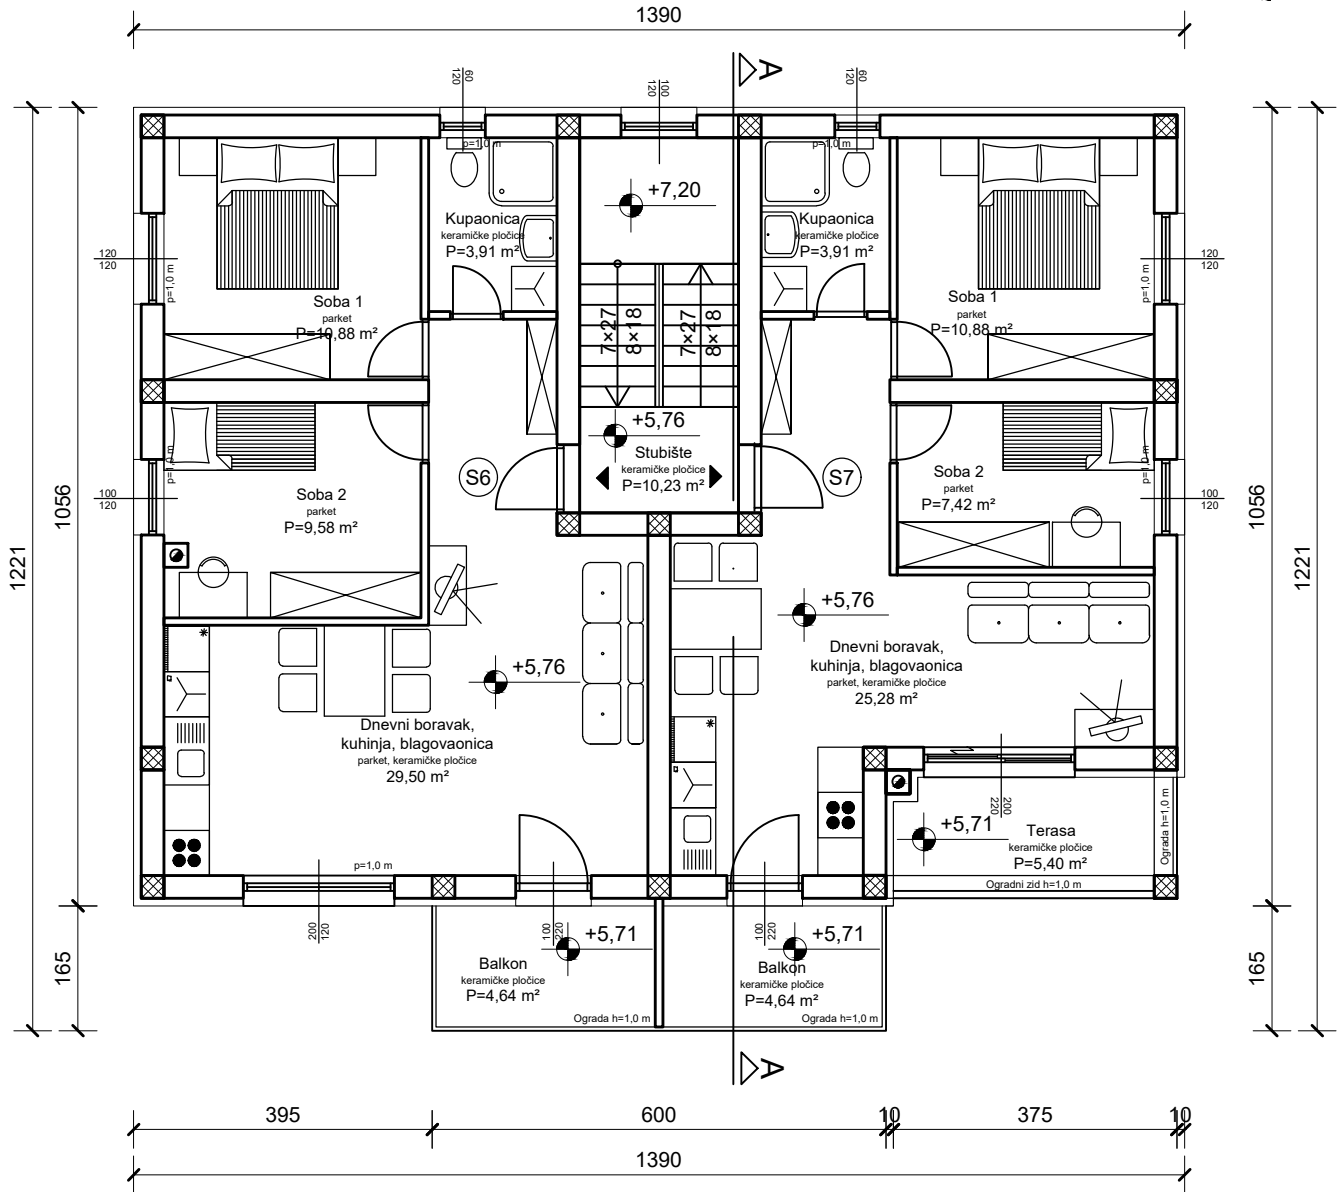 1390
A
60
120
100
120
60
120
p=1,0 m
p=1,0 m
+7,20
Kupaonica
keramičke pločice
P=3,91 m²
Kupaonica
keramičke pločice
P=3,91 m²
120
120
p=1,0 m
120
120
p=1,0 m
Soba 1
parket
P=10,88 m²
Soba 1
parket
P=10,88 m²
7×27
8×18
7×27
8×18
+5,76
Stubište
keramičke pločice
P=10,23 m²
S6
S7
p=1,0 m
p=1,0 m
Soba 2
parket
P=9,58 m²
Soba 2
parket
P=7,42 m²
100
120
100
120
1221
1056
1056
1221
+5,76
+5,76
Dnevni boravak,
kuhinja, blagovaonica
parket, keramičke pločice
25,28 m²
Dnevni boravak,
kuhinja, blagovaonica
parket, keramičke pločice
29,50 m²
200
220
+5,71
Terasa
keramičke pločice
P=5,40 m²
Ograda h=1,0 m
Ogradni zid h=1,0 m
p=1,0 m
200
120
100
220
100
220
+5,71
+5,71
Balkon
keramičke pločice
P=4,64 m²
Balkon
keramičke pločice
P=4,64 m²
Ograda h=1,0 m
Ograda h=1,0 m
165
165
A
395
600
10
375
10
1390